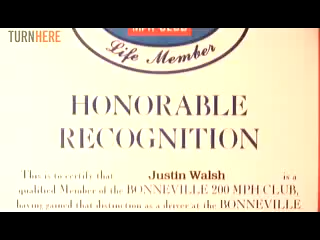 TURNHERE
MPH CLUB
Life Member
HONORABLE
RECOGNITION
This is to certify that Justin Walsh is a
qualified Member of the BONNEVILLE 200 MPH CLUB,
having gained that distinction as a driver at the BONNEVILLE